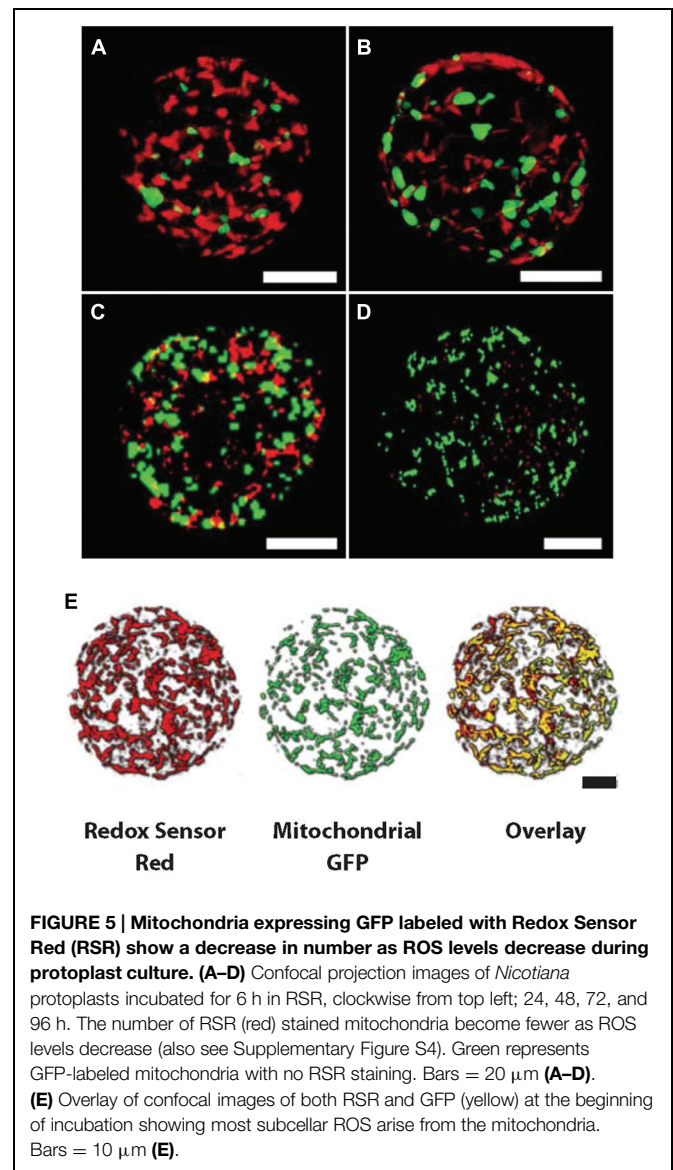 A
B
C
D
E
Redox Sensor Red
Mitochondrial GFP
Overlay
FIGURE 5 | Mitochondria expressing GFP labeled with Redox Sensor
Red (RSR) show a decrease in number as ROS levels decrease during
protoplast culture. (A–D) Confocal projection images of Nicotiana
protoplasts incubated for 6 h in RSR, clockwise from top left; 24, 48, 72, and
96 h. The number of RSR (red) stained mitochondria become fewer as ROS
levels decrease (also see Supplementary Figure S4). Green represents
GFP-labeled mitochondria with no RSR staining. Bars = 20 μm (A–D).
(E) Overlay of confocal images of both RSR and GFP (yellow) at the beginning
of incubation showing most subcellar ROS arise from the mitochondria.
Bars = 10 μm (E).